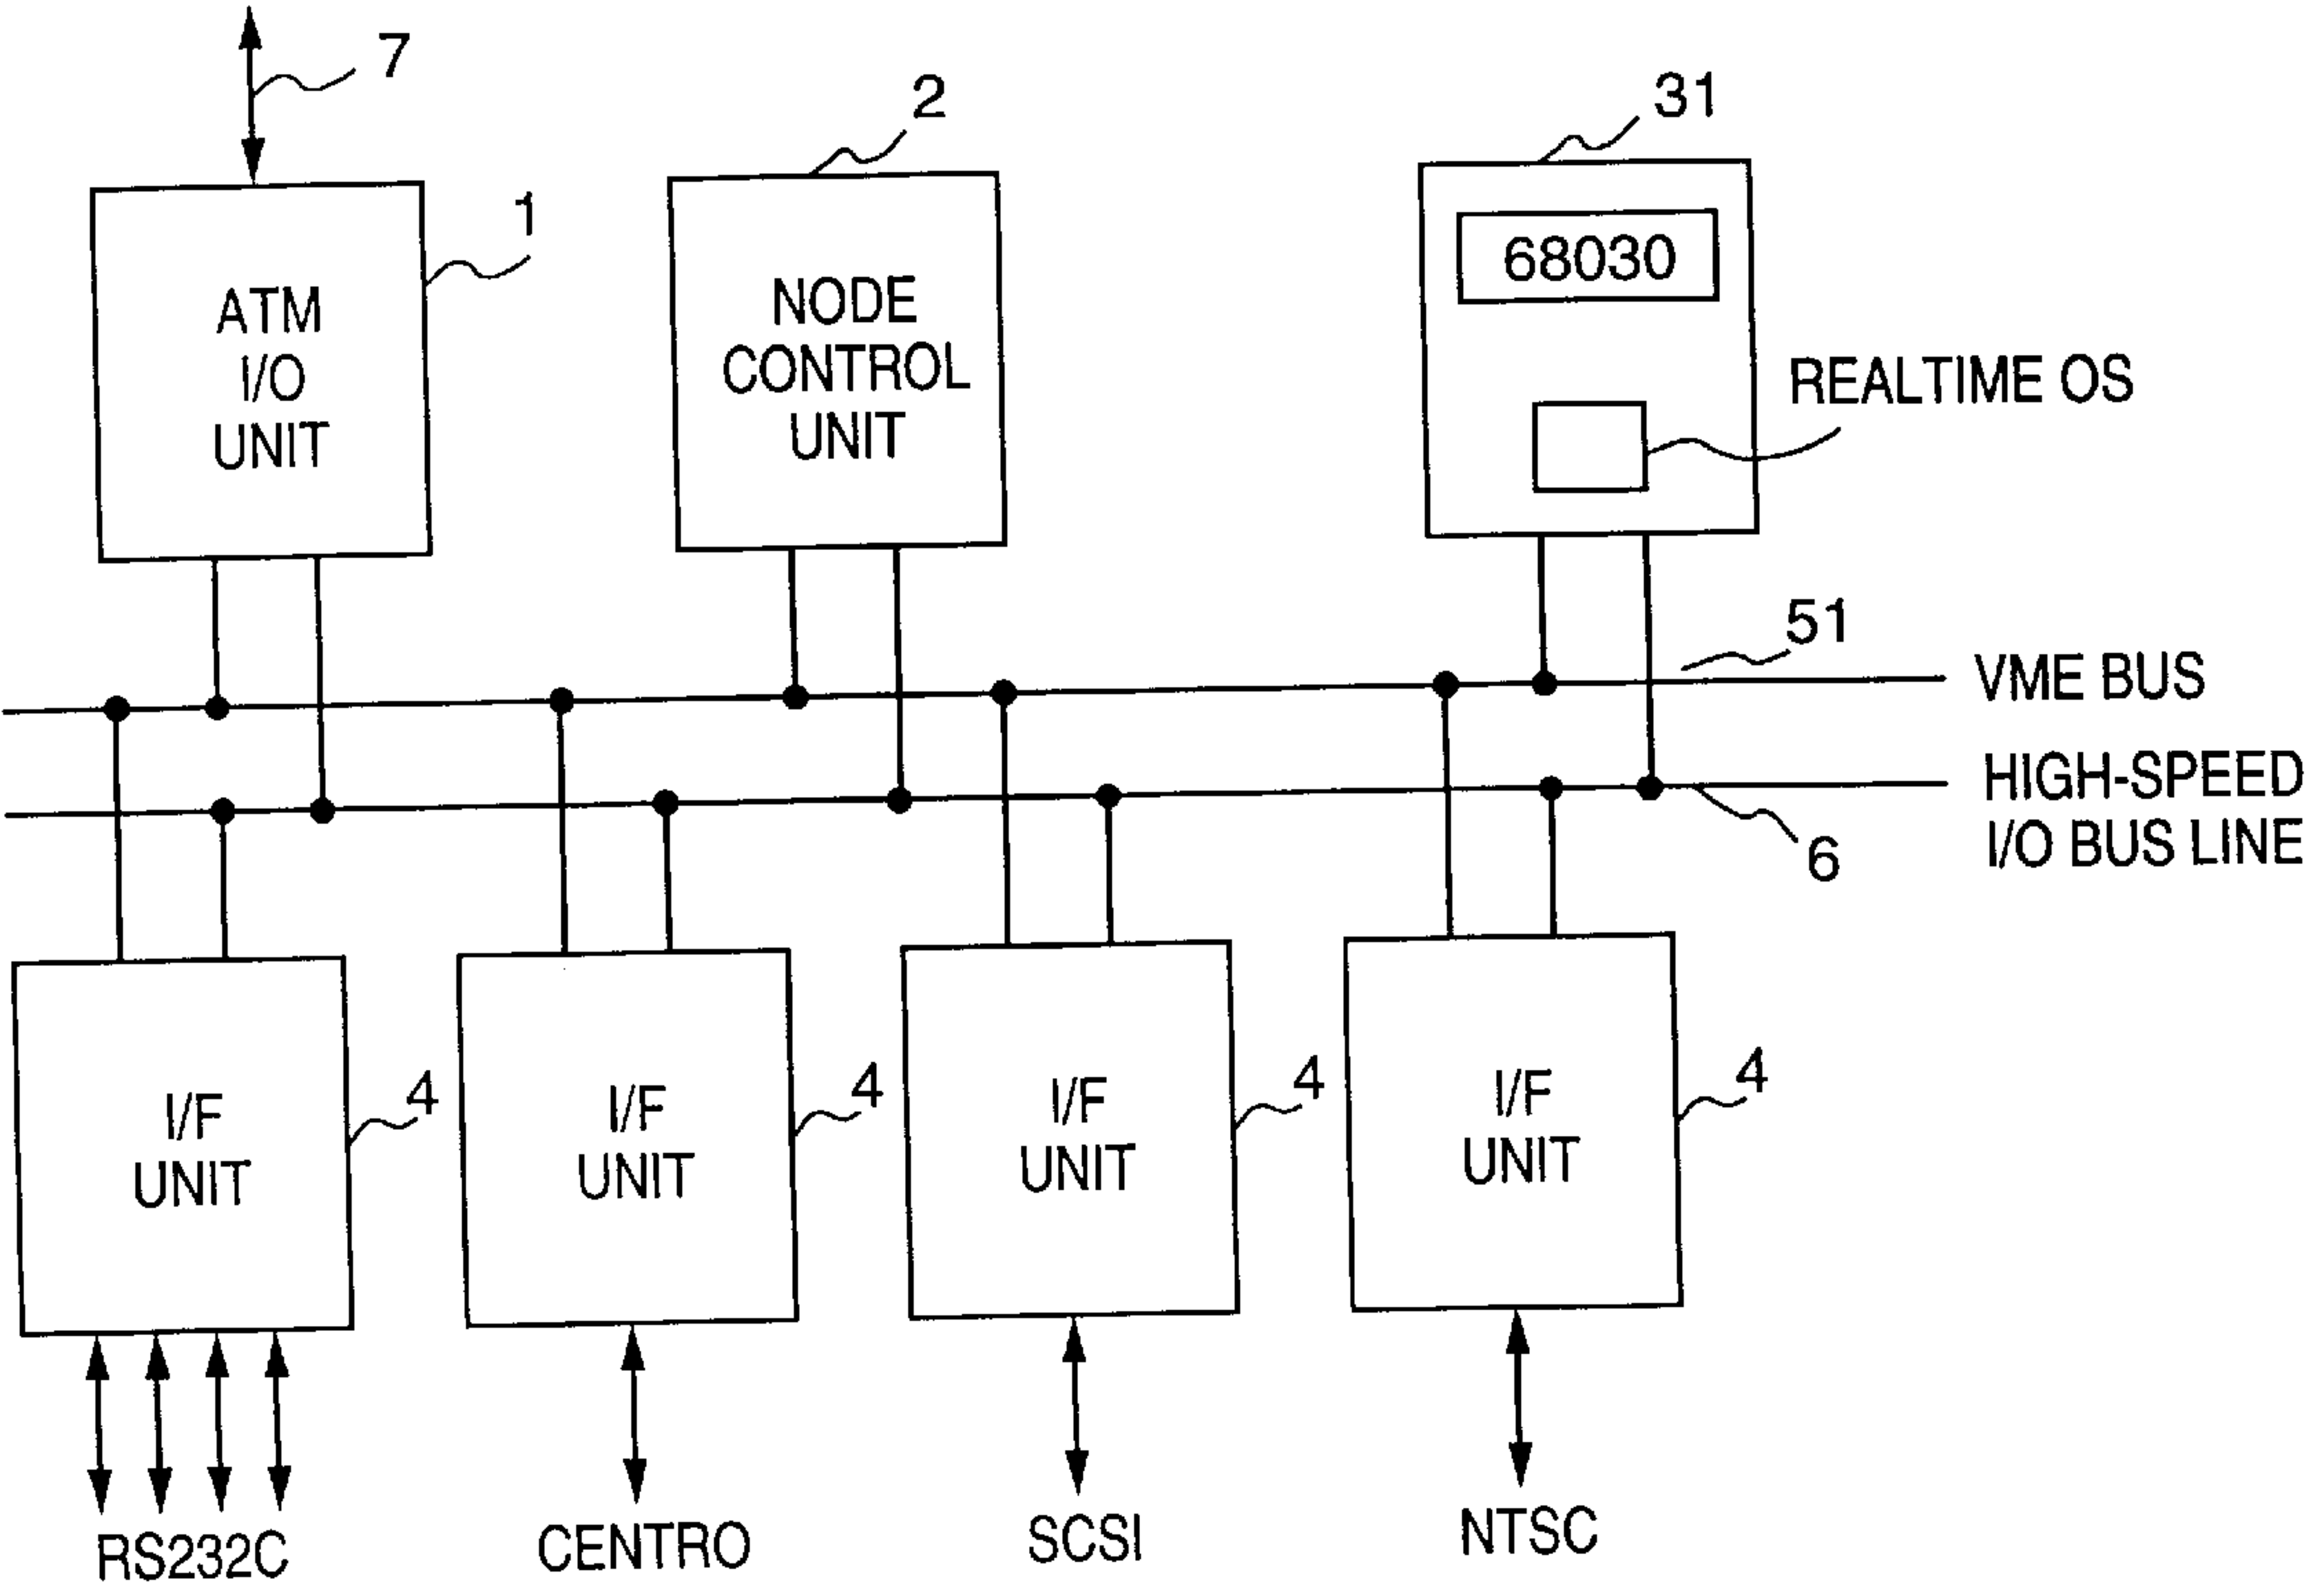 7
2
31
1
68030
ATM
I/O
UNIT
NODE
CONTROL
UNIT
REALTIME OS
51
VME BUS
HIGH-SPEED
I/O BUS LINE
6
I/F
UNIT
4
I/F
UNIT
4
I/F
UNIT
4
I/F
UNIT
4
RS232C
CENTRO
SCSI
NTSC